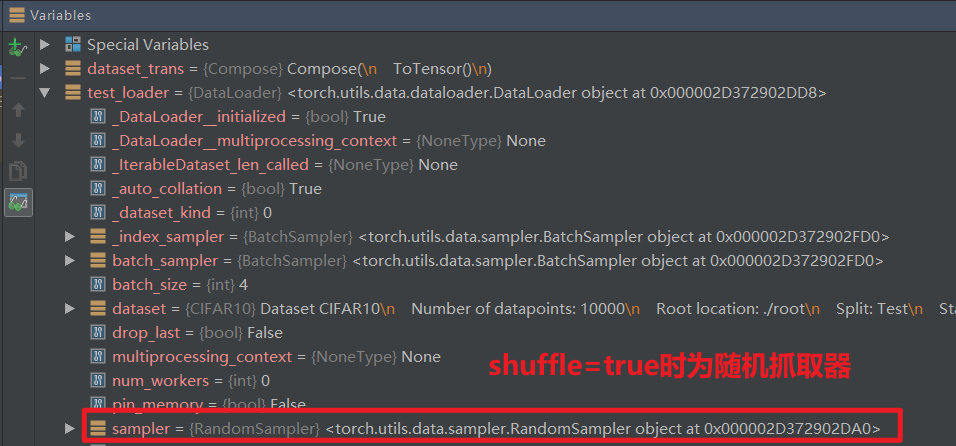 Variables
Special Variables
dataset_trans = {Compose} Compose(\n    ToTensor()\n)
test_loader = {DataLoader} <torch.utils.data.dataloader.DataLoader object at 0x000002D372902DD8>
_DataLoader__initialized = {bool} True
_DataLoader__multiprocessing_context = {NoneType} None
_IterableDataset_len_called = {NoneType} None
_auto_collation = {bool} True
_dataset_kind = {int} 0
_index_sampler = {BatchSampler} <torch.utils.data.sampler.BatchSampler object at 0x000002D372902FD0>
batch_sampler = {BatchSampler} <torch.utils.data.sampler.BatchSampler object at 0x000002D372902FD0>
batch_size = {int} 4
dataset = {CIFAR10} Dataset CIFAR10\n    Number of datapoints: 10000\n    Root location: ./root\n    Split: Test\n    Sta
drop_last = {bool} False
multiprocessing_context = {NoneType} None
shuffle=true时为随机抓取器
num_workers = {int} 0
pin_memory = {bool} False
sampler = {RandomSampler} <torch.utils.data.sampler.RandomSampler object at 0x000002D372902DA0>